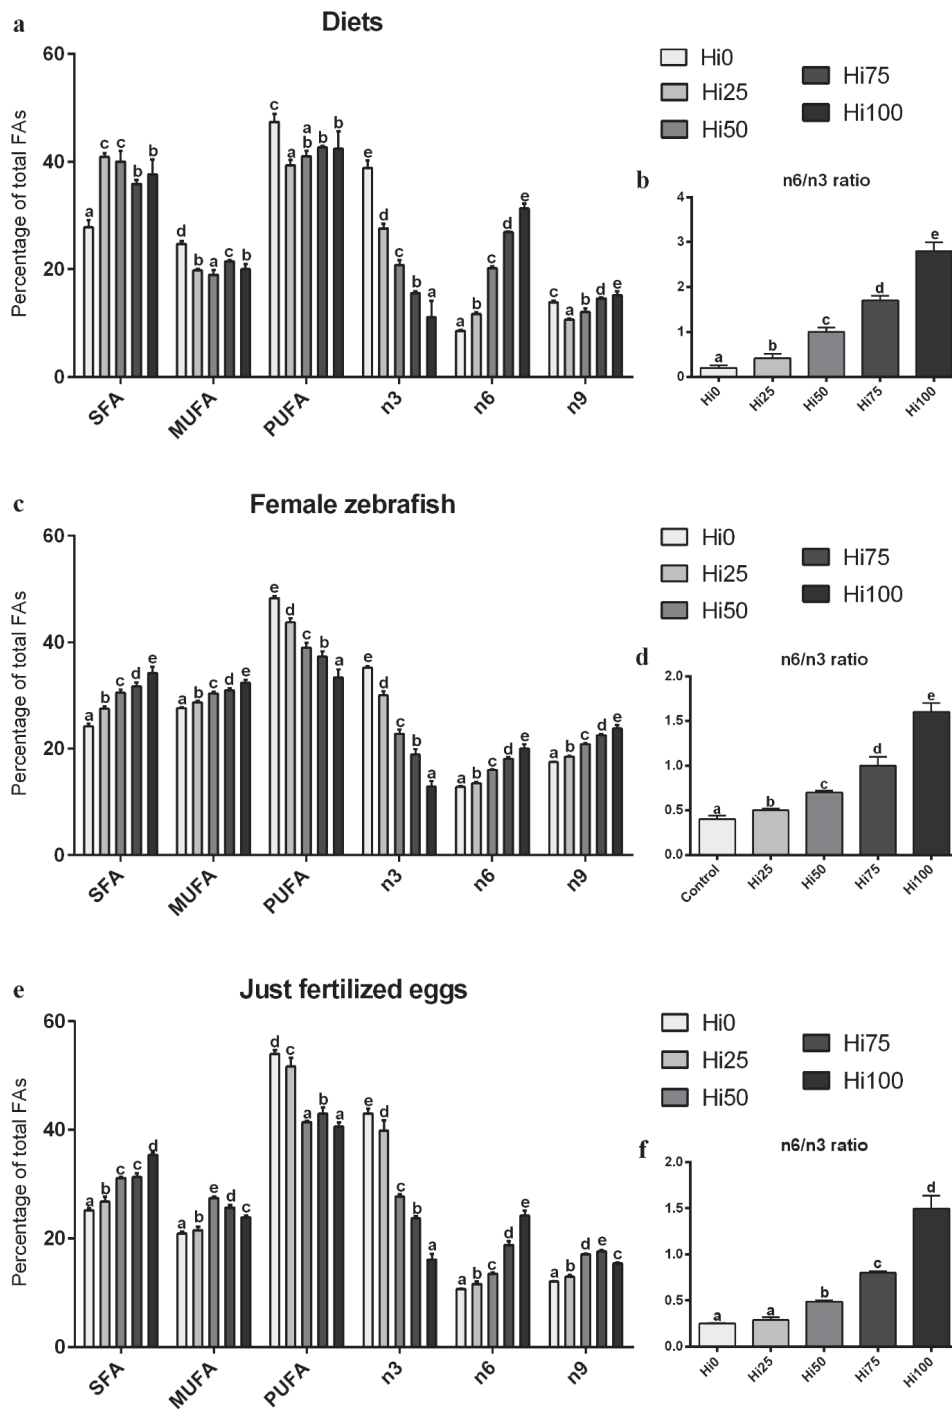 a
Diets
Percentage of total FAs
60
40
20
0
a c c b b
d b a c b
c a a b b b
e d c b a
a b c d e
c a b b c
SFA MUFA PUFA n3 n6 n9
Hi0
Hi25
Hi50
Hi75
Hi100
b
n6/n3 ratio
4
3
2
1
0
a b c d e
Hi0 Hi25 Hi50 Hi75 Hi100
c
Female zebrafish
Percentage of total FAs
60
40
20
0
a b c d e
a b c d e
e d c b a
e d c b a
a b c d e
a b c d e
SFA MUFA PUFA n3 n6 n9
Hi0
Hi25
Hi50
Hi75
Hi100
d
n6/n3 ratio
2.0
1.5
1.0
0.5
0.0
a b c d e
Control Hi25 Hi50 Hi75 Hi100
e
Just fertilized eggs
Percentage of total FAs
60
40
20
0
a b c c d
a b e d c
d c a b a
e d c b a
a b c d e
a b d e c
SFA MUFA PUFA n3 n6 n9
Hi0
Hi25
Hi50
Hi75
Hi100
f
n6/n3 ratio
2.0
1.5
1.0
0.5
0.0
a a b c d
Hi0 Hi25 Hi50 Hi75 Hi100